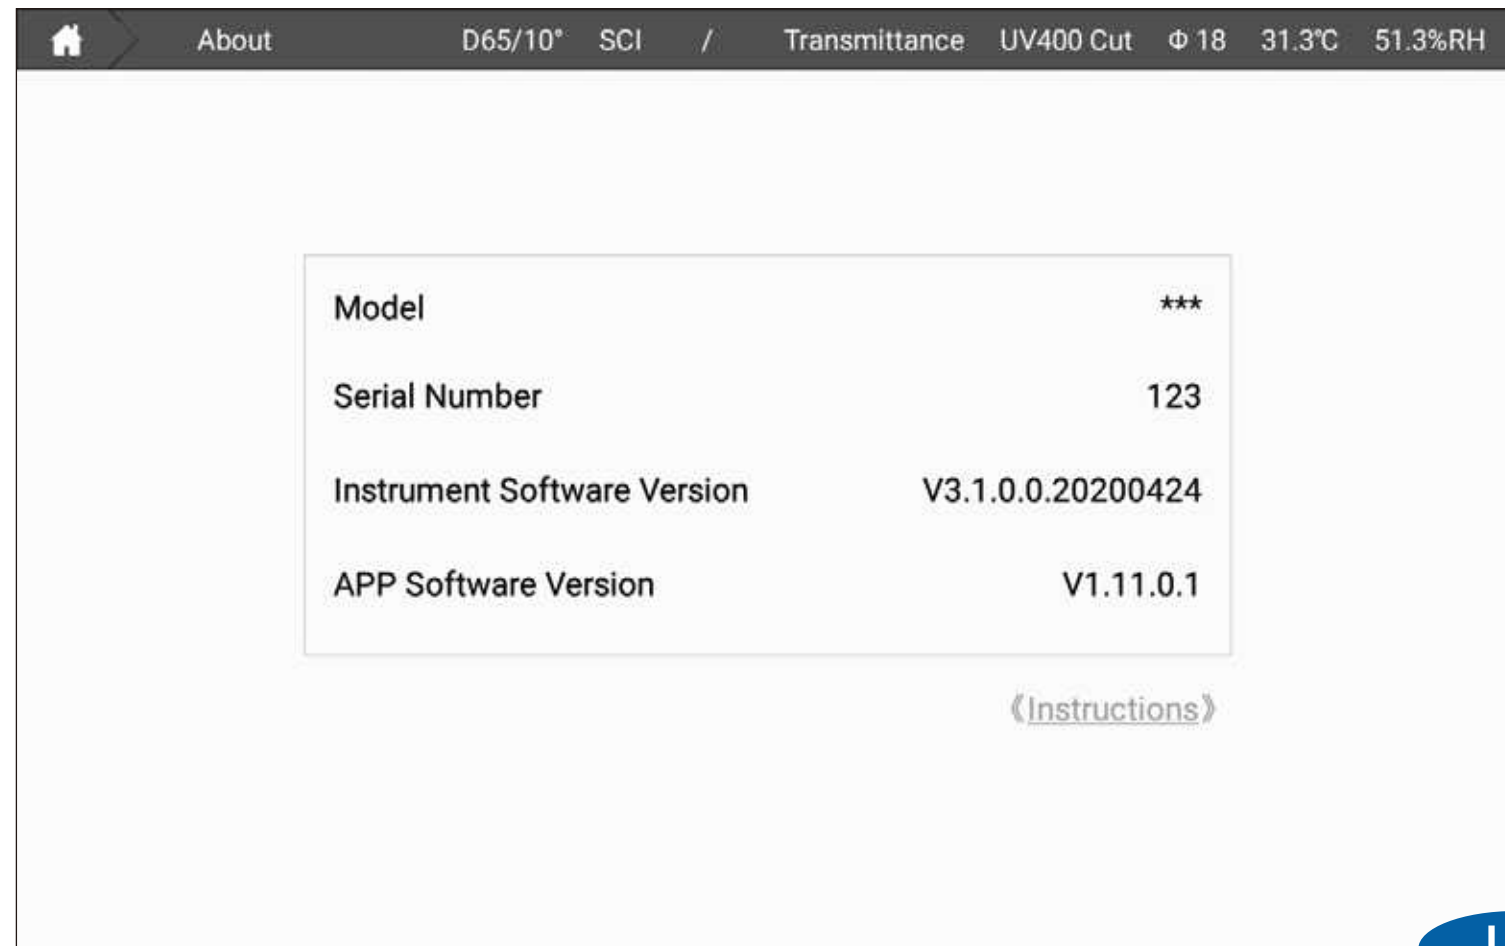 About D65/10° SCI / Transmittance UV400 Cut Φ 18 31.3℃ 51.3%RH
Model ***
Serial Number 123
Instrument Software Version V3.1.0.0.20200424
APP Software Version V1.11.0.1
《Instructions》